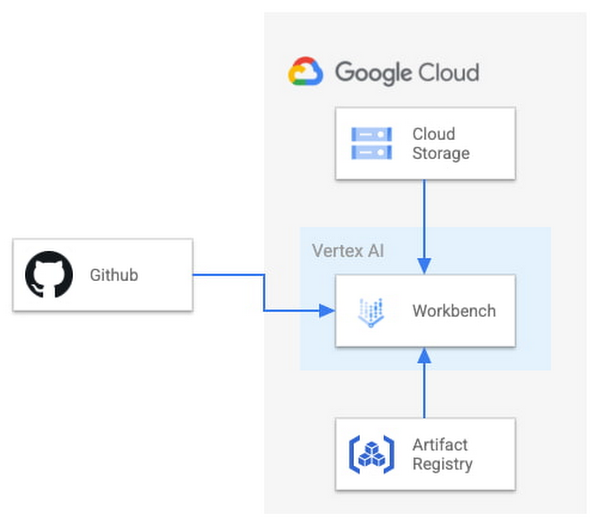 Google Cloud
Cloud
Storage
Vertex AI
Github
Workbench
Artifact
Registry